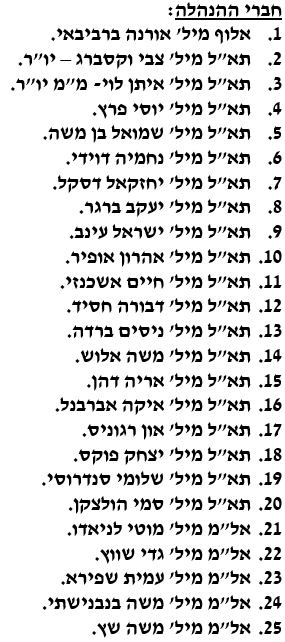 חברי ההנהלה:
1. אלוף מיל' אורנה ברביבאי.
2. תא"ל מיל' צבי וקסברג – יו"ר.
3. תא"ל מיל' איתן לוי- מ"מ יו"ר.
4. תא"ל מיל' יוסי פרץ.
5. תא"ל מיל' שמואל בן משה.
6. תא"ל מיל' נחמיה דוידי.
7. תא"ל מיל' יחזקאל דסקל.
8. תא"ל מיל' יעקב ברגר.
9. תא"ל מיל' ישראל עינב.
10. תא"ל מיל' אהרון אופיר.
11. תא"ל מיל' חיים אשכנזי.
12. תא"ל מיל' דבורה חסיד.
13. תא"ל מיל' ניסים ברדה.
14. תא"ל מיל' משה אלוש.
15. תא"ל מיל' אריה דהן.
16. תא"ל מיל' איקה אברבנל.
17. תא"ל מיל' און רגוניס.
18. תא"ל מיל' יצחק פוקס.
19. תא"ל מיל' שלומי סנדרוסי.
20. תא"ל מיל' סמי הולצקן.
21. אל"מ מיל' מוטי לניאדו.
22. אל"מ מיל' גדי שווץ.
23. אל"מ מיל' עמית שפירא.
24. אל"מ מיל' משה בנבנישתי.
25. אל"מ מיל' משה שץ.